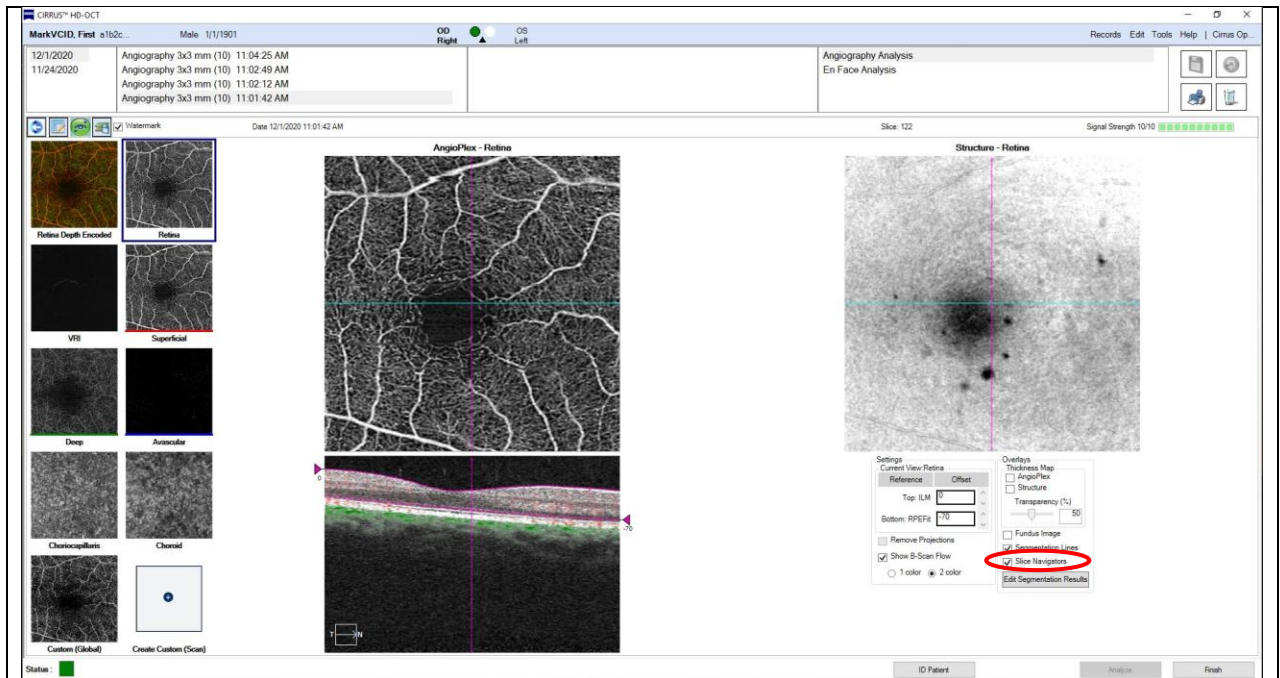 CIRRUS™ HD-OCT
MarkVCID, First a1b2c... Male 1/1/1901 OD Right OS Left Records Edit Tools Help | Cirrus Op...
12/1/2020
11/24/2020
Angiography 3x3 mm (10) 11:04:25 AM
Angiography 3x3 mm (10) 11:02:49 AM
Angiography 3x3 mm (10) 11:02:12 AM
Angiography 3x3 mm (10) 11:01:42 AM
Angiography Analysis
En Face Analysis
Watermark Date 12/1/2020 11:01:42 AM Slice: 122 Signal Strength 10/10
Retina Depth Encoded Retina
VRI Superficial
Deep Avascular
Choriocapillaris Choroid
Custom (Global) Create Custom (Scan)
AngioPlex - Retina
0
-70
T N
Structure - Retina
Settings
Current View:Retina
Reference Offset
Top: ILM 0
Bottom: RPEFit -70
Remove Projections
Show B-Scan Flow
1 color 2 color
Overlays
Thickness Map
AngioPlex
Structure
Transparency (%)
50
Fundus Image
Segmentation Lines
Slice Navigators
Edit Segmentation Results
Status : ID Patient Analyze Finish